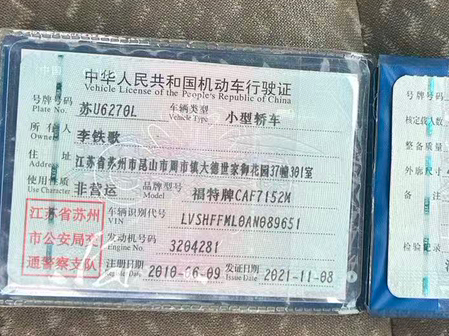 中华人民共和国机动车行驶证
Vehicle License of the People's Republic of China
号牌号码 苏U6270L 车辆类型 小型轿车
Plate No. Vehicle Type
所有人 李铁歌
Owner
住址 江苏省苏州市昆山市周市镇大德世家御花园37幢301室
Address
使用性质 非营运 品牌型号 福特牌CAF7152M
Use Character Model
江苏省苏州
市公安局交
通警察支队
车辆识别代号 LVSHFFML0AN089651
VIN
发动机号码 3204281
Engine No.
注册日期 2010-06-09 发证日期 2021-11-08
Issue Date
核定载人数
整备质量
外廓尺
检验记录